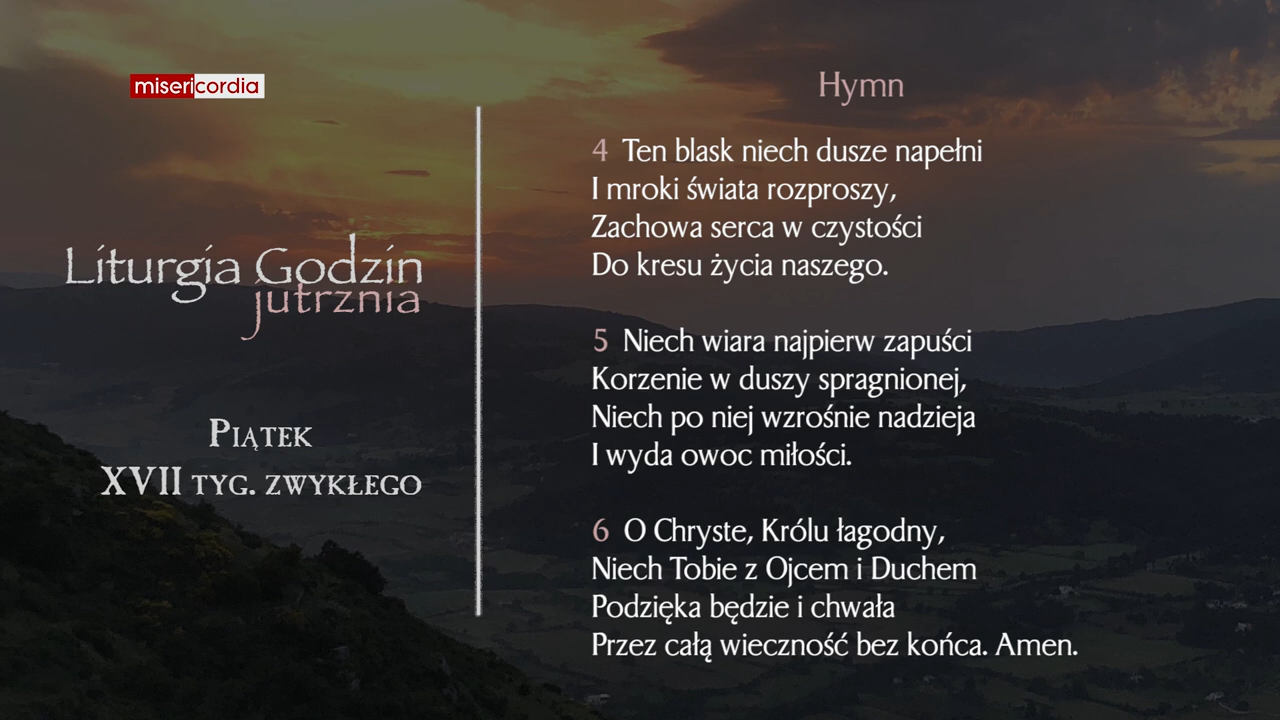 misericordia
Liturgia Godzin
jutrznia
Piątek
XVII tyg. zwykłego
Hymn
4 Ten blask niech dusze napełni
I mroki świata rozproszy,
Zachowa serca w czystości
Do kresu życia naszego.
5 Niech wiara najpierw zapuści
Korzenie w duszy spragnionej,
Niech po niej wzrośnie nadzieja
I wyda owoc miłości.
6 O Chryste, Królu łagodny,
Niech Tobie z Ojcem i Duchem
Podzięka będzie i chwała
Przez całą wieczność bez końca. Amen.